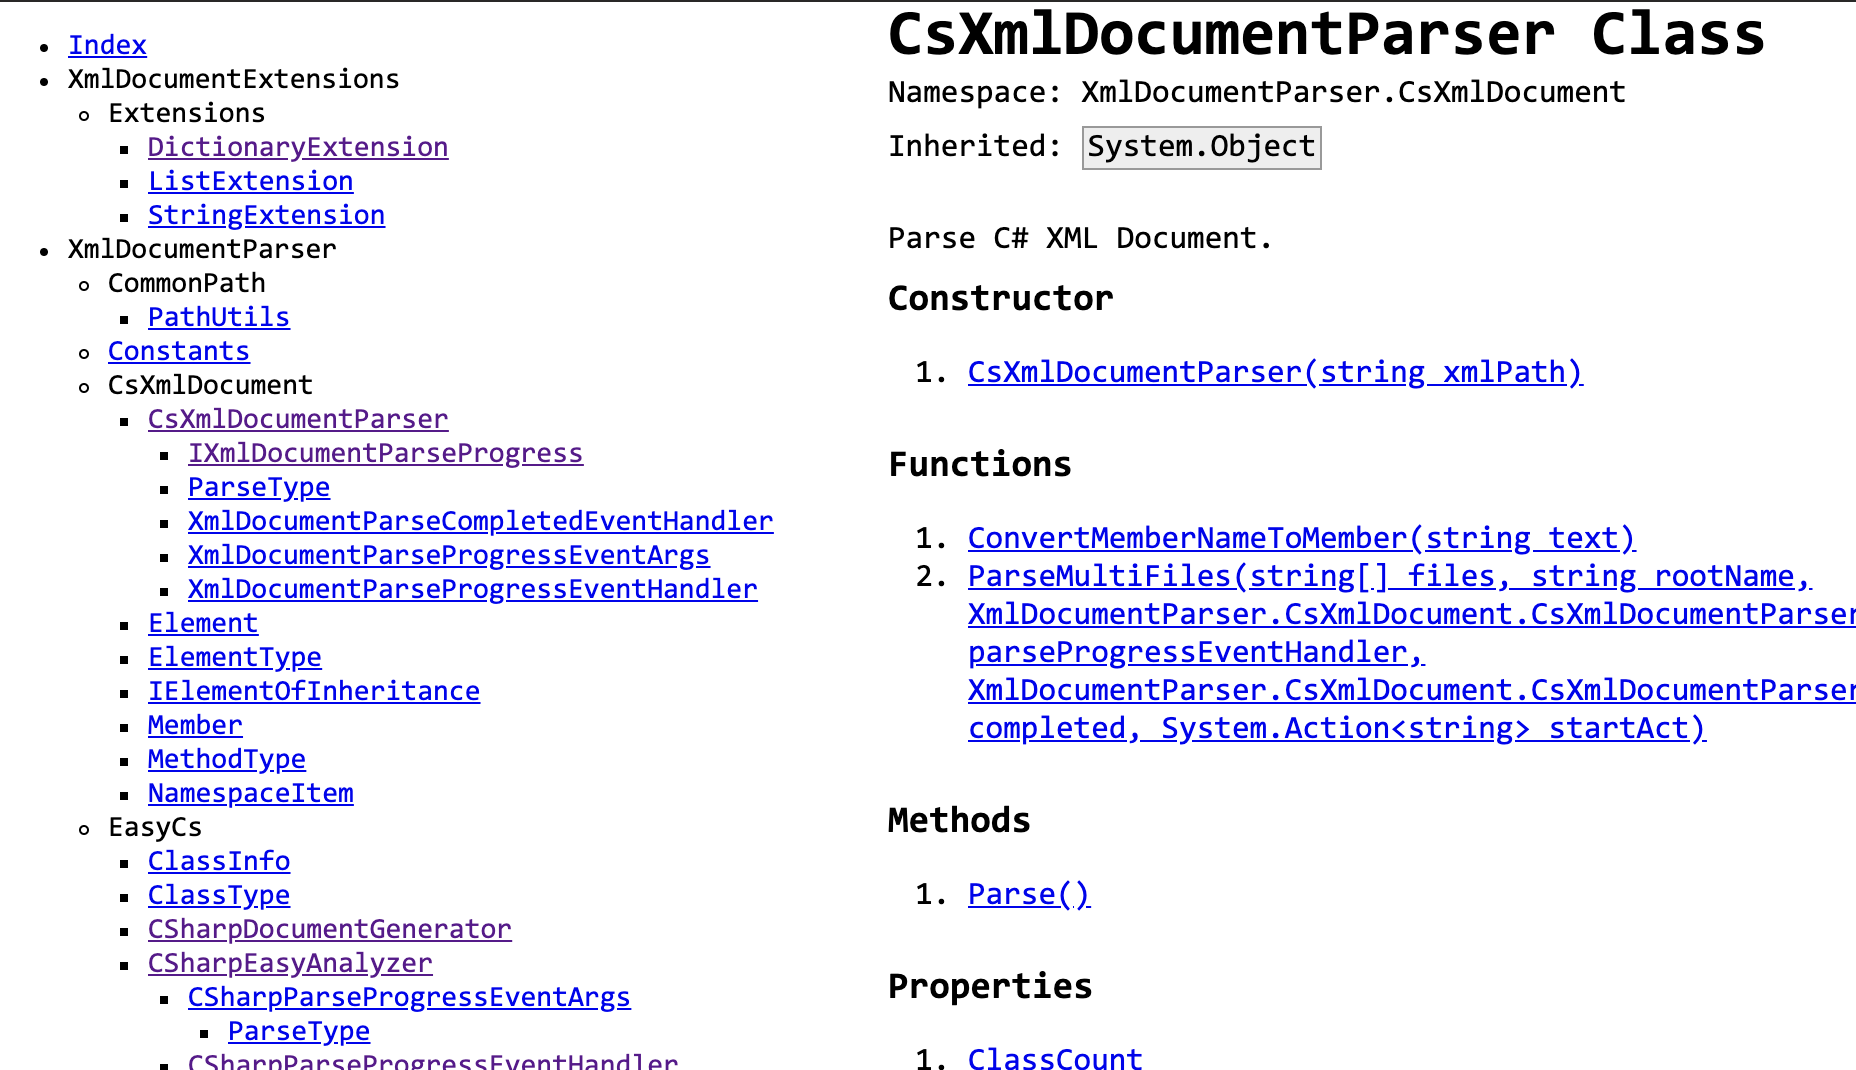 Index
XmlDocumentExtensions
Extensions
DictionaryExtension
ListExtension
StringExtension
XmlDocumentParser
CommonPath
PathUtils
Constants
CsXmlDocument
CsXmlDocumentParser
IXmlDocumentParseProgress
ParseType
XmlDocumentParseCompletedEventHandler
XmlDocumentParseProgressEventArgs
XmlDocumentParseProgressEventHandler
Element
ElementType
IElementOfInheritance
Member
MethodType
NamespaceItem
EasyCs
ClassInfo
ClassType
CSharpDocumentGenerator
CSharpEasyAnalyzer
CSharpParseProgressEventArgs
ParseType
CSharpParseProgressEventHandler
CsXmlDocumentParser Class
Namespace: XmlDocumentParser.CsXmlDocument
Inherited: System.Object
Parse C# XML Document.
Constructor
1. CsXmlDocumentParser(string xmlPath)
Functions
1. ConvertMemberNameToMember(string text)
2. ParseMultiFiles(string[] files, string rootName,
XmlDocumentParser.CsXmlDocument.CsXmlDocumentParser
parseProgressEventHandler,
XmlDocumentParser.CsXmlDocument.CsXmlDocumentParser
completed, System.Action<string> startAct)
Methods
1. Parse()
Properties
1. ClassCount